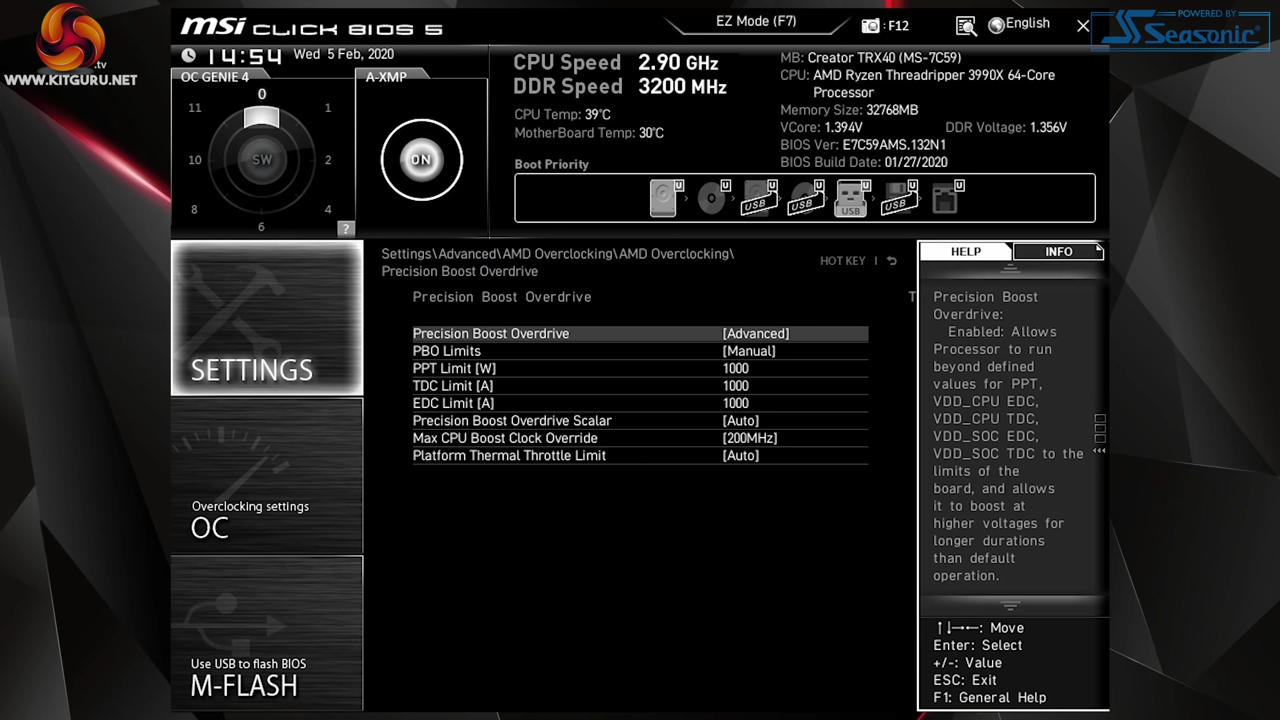 .tv
WWW.KITGURU.NET
msi CLICK BIOS 5
EZ Mode (F7)
: F12
English
X
POWERED BY
Seasonic
14:54 Wed 5 Feb, 2020
OC GENIE 4
0
11
1
10
SW
2
8
4
6
?
A-XMP
ON
CPU Speed 2.90 GHz
DDR Speed 3200 MHz
CPU Temp: 39°C
MotherBoard Temp: 30°C
MB: Creator TRX40 (MS-7C59)
CPU: AMD Ryzen Threadripper 3990X 64-Core
Processor
Memory Size: 32768MB
VCore: 1.394V
DDR Voltage: 1.356V
BIOS Ver: E7C59AMS.132N1
BIOS Build Date: 01/27/2020
Boot Priority
U U U U U U U
USB USB USB USB
SETTINGS
Overclocking settings
OC
Use USB to flash BIOS
M-FLASH
Settings\Advanced\AMD Overclocking\AMD Overclocking\
Precision Boost Overdrive
HOT KEY |
Precision Boost Overdrive
T
Precision Boost Overdrive [Advanced]
PBO Limits [Manual]
PPT Limit [W] 1000
TDC Limit [A] 1000
EDC Limit [A] 1000
Precision Boost Overdrive Scalar [Auto]
Max CPU Boost Clock Override [200MHz]
Platform Thermal Throttle Limit [Auto]
HELP
INFO
Precision Boost
Overdrive:
Enabled: Allows
Processor to run
beyond defined
values for PPT,
VDD_CPU EDC,
VDD_CPU TDC,
VDD_SOC EDC,
VDD_SOC TDC to the
limits of the
board, and allows
it to boost at
higher voltages for
longer durations
than default
operation.
↑↓→←: Move
Enter: Select
+/-: Value
ESC: Exit
F1: General Help